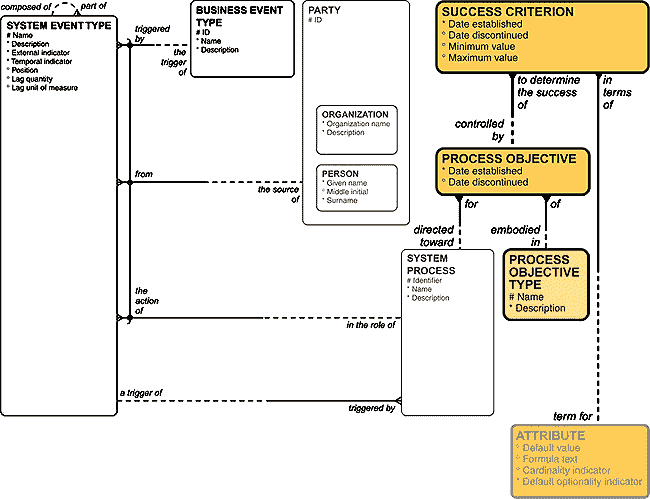 composed of
part of
SYSTEM EVENT TYPE
# Name
* Description
* External indicator
* Temporal indicator
° Position
° Lag quantity
° Lag unit of measure
triggered
by
the
trigger
of
BUSINESS EVENT
TYPE
# ID
* Name
* Description
PARTY
# ID
ORGANIZATION
* Organization name
* Description
PERSON
* Given name
° Middle initial
* Surname
from
the source
of
SUCCESS CRITERION
* Date established
° Date discontinued
° Minimum value
° Maximum value
to determine
the success
of
in
terms
of
controlled
by
PROCESS OBJECTIVE
* Date established
° Date discontinued
for
of
directed
toward
embodied
in
SYSTEM
PROCESS
# Identifier
* Name
* Description
PROCESS
OBJECTIVE
TYPE
# Name
* Description
the
action
of
in the role of
a trigger of
triggered by
term for
ATTRIBUTE
° Default value
° Formula text
° Cardinality indicator
* Default optionality indicator